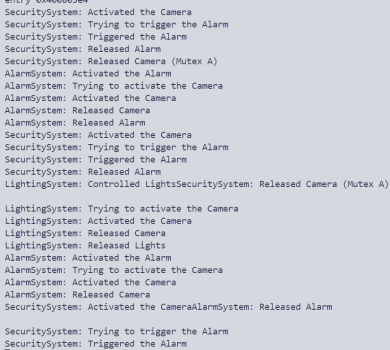 entry 0x400805e4
SecuritySystem: Activated the Camera
SecuritySystem: Trying to trigger the Alarm
SecuritySystem: Triggered the Alarm
SecuritySystem: Released Alarm
SecuritySystem: Released Camera (Mutex A)
AlarmSystem: Activated the Alarm
AlarmSystem: Trying to activate the Camera
AlarmSystem: Activated the Camera
AlarmSystem: Released Camera
AlarmSystem: Released Alarm
SecuritySystem: Activated the Camera
SecuritySystem: Trying to trigger the Alarm
SecuritySystem: Triggered the Alarm
SecuritySystem: Released Alarm
LightingSystem: Controlled LightsSecuritySystem: Released Camera (Mutex A)
LightingSystem: Trying to activate the Camera
LightingSystem: Activated the Camera
LightingSystem: Released Camera
LightingSystem: Released Lights
AlarmSystem: Activated the Alarm
AlarmSystem: Trying to activate the Camera
AlarmSystem: Activated the Camera
AlarmSystem: Released Camera
SecuritySystem: Activated the CameraAlarmSystem: Released Alarm
SecuritySystem: Trying to trigger the Alarm
SecuritySystem: Triggered the Alarm